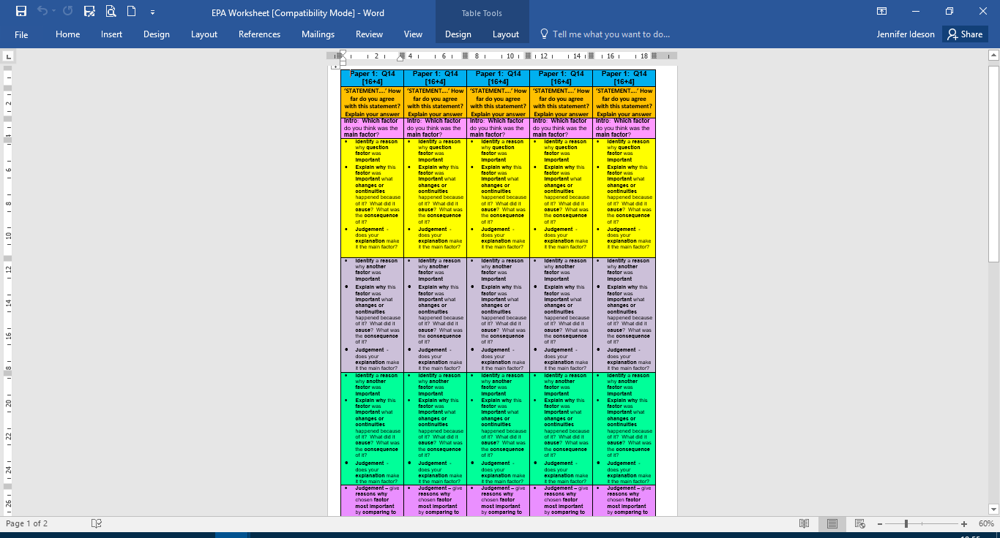 EPA Worksheet [Compatibility Mode] - Word
Table Tools
File
Home
Insert
Design
Layout
References
Mailings
Review
View
Design
Layout
Tell me what you want to do...
Jennifer Ideson
Share
2 4 6 8 10 12 14 16 18
Paper 1: Q14
[16+4]
Paper 1: Q14
[16+4]
Paper 1: Q14
[16+4]
Paper 1: Q14
[16+4]
Paper 1: Q14
[16+4]
‘STATEMENT....’ How
far do you agree
with this statement?
Explain your answer
‘STATEMENT....’ How
far do you agree
with this statement?
Explain your answer
‘STATEMENT....’ How
far do you agree
with this statement?
Explain your answer
‘STATEMENT....’ How
far do you agree
with this statement?
Explain your answer
‘STATEMENT....’ How
far do you agree
with this statement?
Explain your answer
Intro: Which factor
do you think was the
main factor?
Intro: Which factor
do you think was the
main factor?
Intro: Which factor
do you think was the
main factor?
Intro: Which factor
do you think was the
main factor?
Intro: Which factor
do you think was the
main factor?
• Identify a reason
why question
factor was
important
• Explain why this
factor was
important what
changes or
continuities
happened because
of it? What did it
cause? What was
the consequence
of it?
• Judgement -
does your
explanation make
it the main factor?
• Identify a reason
why question
factor was
important
• Explain why this
factor was
important what
changes or
continuities
happened because
of it? What did it
cause? What was
the consequence
of it?
• Judgement -
does your
explanation make
it the main factor?
• Identify a reason
why question
factor was
important
• Explain why this
factor was
important what
changes or
continuities
happened because
of it? What did it
cause? What was
the consequence
of it?
• Judgement -
does your
explanation make
it the main factor?
• Identify a reason
why question
factor was
important
• Explain why this
factor was
important what
changes or
continuities
happened because
of it? What did it
cause? What was
the consequence
of it?
• Judgement -
does your
explanation make
it the main factor?
• Identify a reason
why question
factor was
important
• Explain why this
factor was
important what
changes or
continuities
happened because
of it? What did it
cause? What was
the consequence
of it?
• Judgement -
does your
explanation make
it the main factor?
• Identify a reason
why another
factor was
important
• Explain why this
factor was
important what
changes or
continuities
happened because
of it? What did it
cause? What was
the consequence
of it?
• Judgement -
does your
explanation make
it the main factor?
• Identify a reason
why another
factor was
important
• Explain why this
factor was
important what
changes or
continuities
happened because
of it? What did it
cause? What was
the consequence
of it?
• Judgement -
does your
explanation make
it the main factor?
• Identify a reason
why another
factor was
important
• Explain why this
factor was
important what
changes or
continuities
happened because
of it? What did it
cause? What was
the consequence
of it?
• Judgement -
does your
explanation make
it the main factor?
• Identify a reason
why another
factor was
important
• Explain why this
factor was
important what
changes or
continuities
happened because
of it? What did it
cause? What was
the consequence
of it?
• Judgement -
does your
explanation make
it the main factor?
• Identify a reason
why another
factor was
important
• Explain why this
factor was
important what
changes or
continuities
happened because
of it? What did it
cause? What was
the consequence
of it?
• Judgement -
does your
explanation make
it the main factor?
• Identify a reason
why another
factor was
important
• Explain why this
factor was
important what
changes or
continuities
happened because
of it? What did it
cause? What was
the consequence
of it?
• Judgement -
does your
explanation make
it the main factor?
• Identify a reason
why another
factor was
important
• Explain why this
factor was
important what
changes or
continuities
happened because
of it? What did it
cause? What was
the consequence
of it?
• Judgement -
does your
explanation make
it the main factor?
• Identify a reason
why another
factor was
important
• Explain why this
factor was
important what
changes or
continuities
happened because
of it? What did it
cause? What was
the consequence
of it?
• Judgement -
does your
explanation make
it the main factor?
• Identify a reason
why another
factor was
important
• Explain why this
factor was
important what
changes or
continuities
happened because
of it? What did it
cause? What was
the consequence
of it?
• Judgement -
does your
explanation make
it the main factor?
• Identify a reason
why another
factor was
important
• Explain why this
factor was
important what
changes or
continuities
happened because
of it? What did it
cause? What was
the consequence
of it?
• Judgement -
does your
explanation make
it the main factor?
• Judgement – give
reasons why
chosen factor
most important
by comparing to
• Judgement – give
reasons why
chosen factor
most important
by comparing to
• Judgement – give
reasons why
chosen factor
most important
by comparing to
• Judgement – give
reasons why
chosen factor
most important
by comparing to
• Judgement – give
reasons why
chosen factor
most important
by comparing to
2
4
6
8
10
12
14
16
18
20
22
24
26
Page 1 of 2
60%